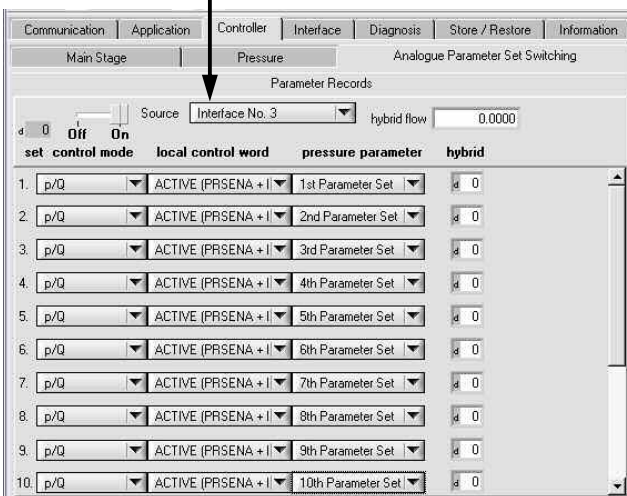 Communication Application Controller Interface Diagnosis Store / Restore Information
Main Stage Pressure Analogue Parameter Set Switching
Parameter Records
Source Interface No. 3 hybrid flow 0.0000
d 0 Off On
set control mode local control word pressure parameter hybrid
1. p/Q ACTIVE (PRSENA + I 1st Parameter Set d 0
2. p/Q ACTIVE (PRSENA + I 2nd Parameter Set d 0
3. p/Q ACTIVE (PRSENA + I 3rd Parameter Set d 0
4. p/Q ACTIVE (PRSENA + I 4th Parameter Set d 0
5. p/Q ACTIVE (PRSENA + I 5th Parameter Set d 0
6. p/Q ACTIVE (PRSENA + I 6th Parameter Set d 0
7. p/Q ACTIVE (PRSENA + I 7th Parameter Set d 0
8. p/Q ACTIVE (PRSENA + I 8th Parameter Set d 0
9. p/Q ACTIVE (PRSENA + I 9th Parameter Set d 0
10. p/Q ACTIVE (PRSENA + I 10th Parameter Set d 0